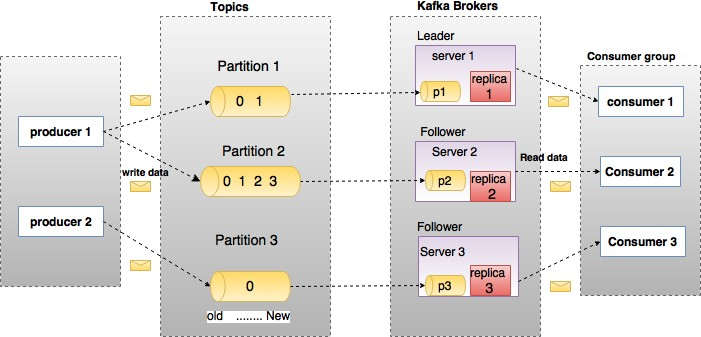 Topics
Kafka Brokers
Consumer group
producer 1
producer 2
write data
Partition 1
0 1
Partition 2
0 1 2 3
Partition 3
0
old ........ New
Leader
server 1
p1
replica
1
Follower
Server 2
p2
replica
2
Follower
Server 3
p3
replica
3
Read data
consumer 1
Consumer 2
Consumer 3